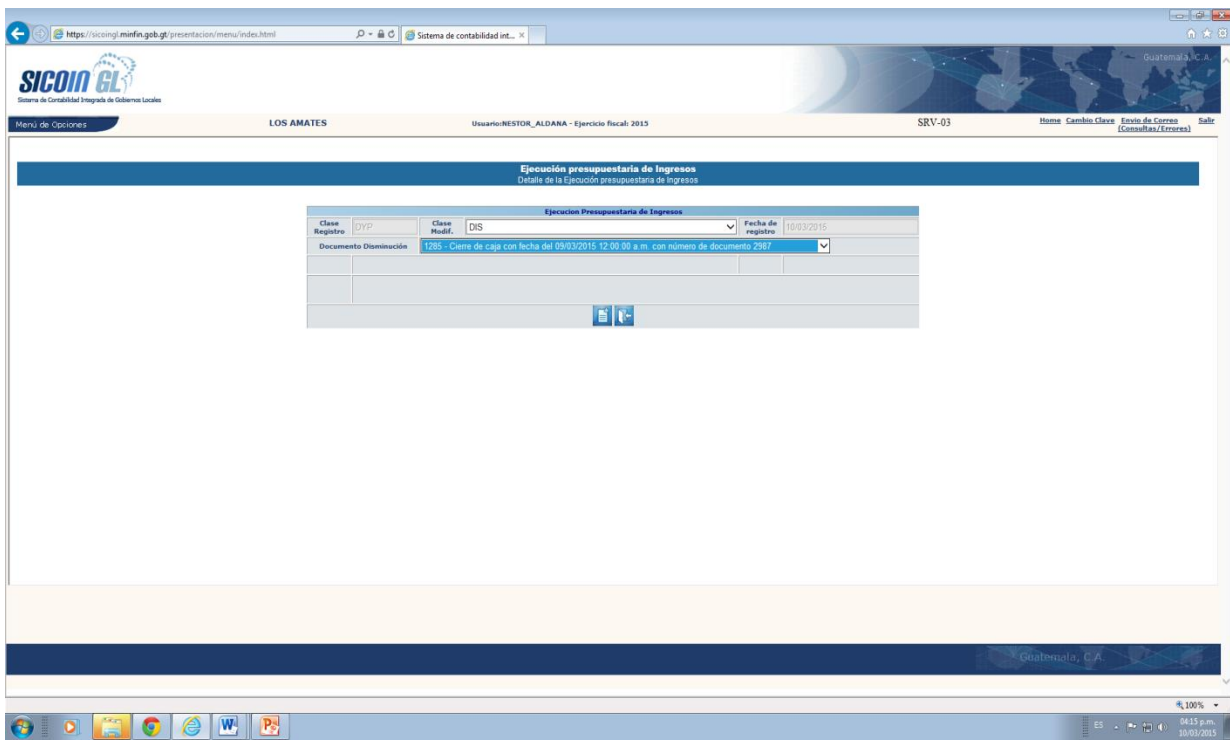 https://sicoingl.minfin.gob.gt/presentacion/menu/index.html
Sistema de contabilidad int...
SICOIN GL
Sistema de Contabilidad Integrada de Gobiernos Locales
Guatemala, C.A.
Menú de Opciones
LOS AMATES
Usuario:NESTOR_ALDANA - Ejercicio fiscal: 2015
SRV-03
Home Cambio Clave Envio de Correo (Consultas/Errores) Salir
Ejecución presupuestaria de Ingresos
Detalle de la Ejecución presupuestaria de Ingresos
Ejecucion Presupuestaria de Ingresos
Clase Registro DYP Clase Modif. DIS Fecha de registro 10/03/2015
Documento Disminución 1285 - Cierre de caja con fecha del 09/03/2015 12:00:00 a.m. con número de documento 2987
Guatemala, C.A.
100%
ES
04:15 p.m.
10/03/2015